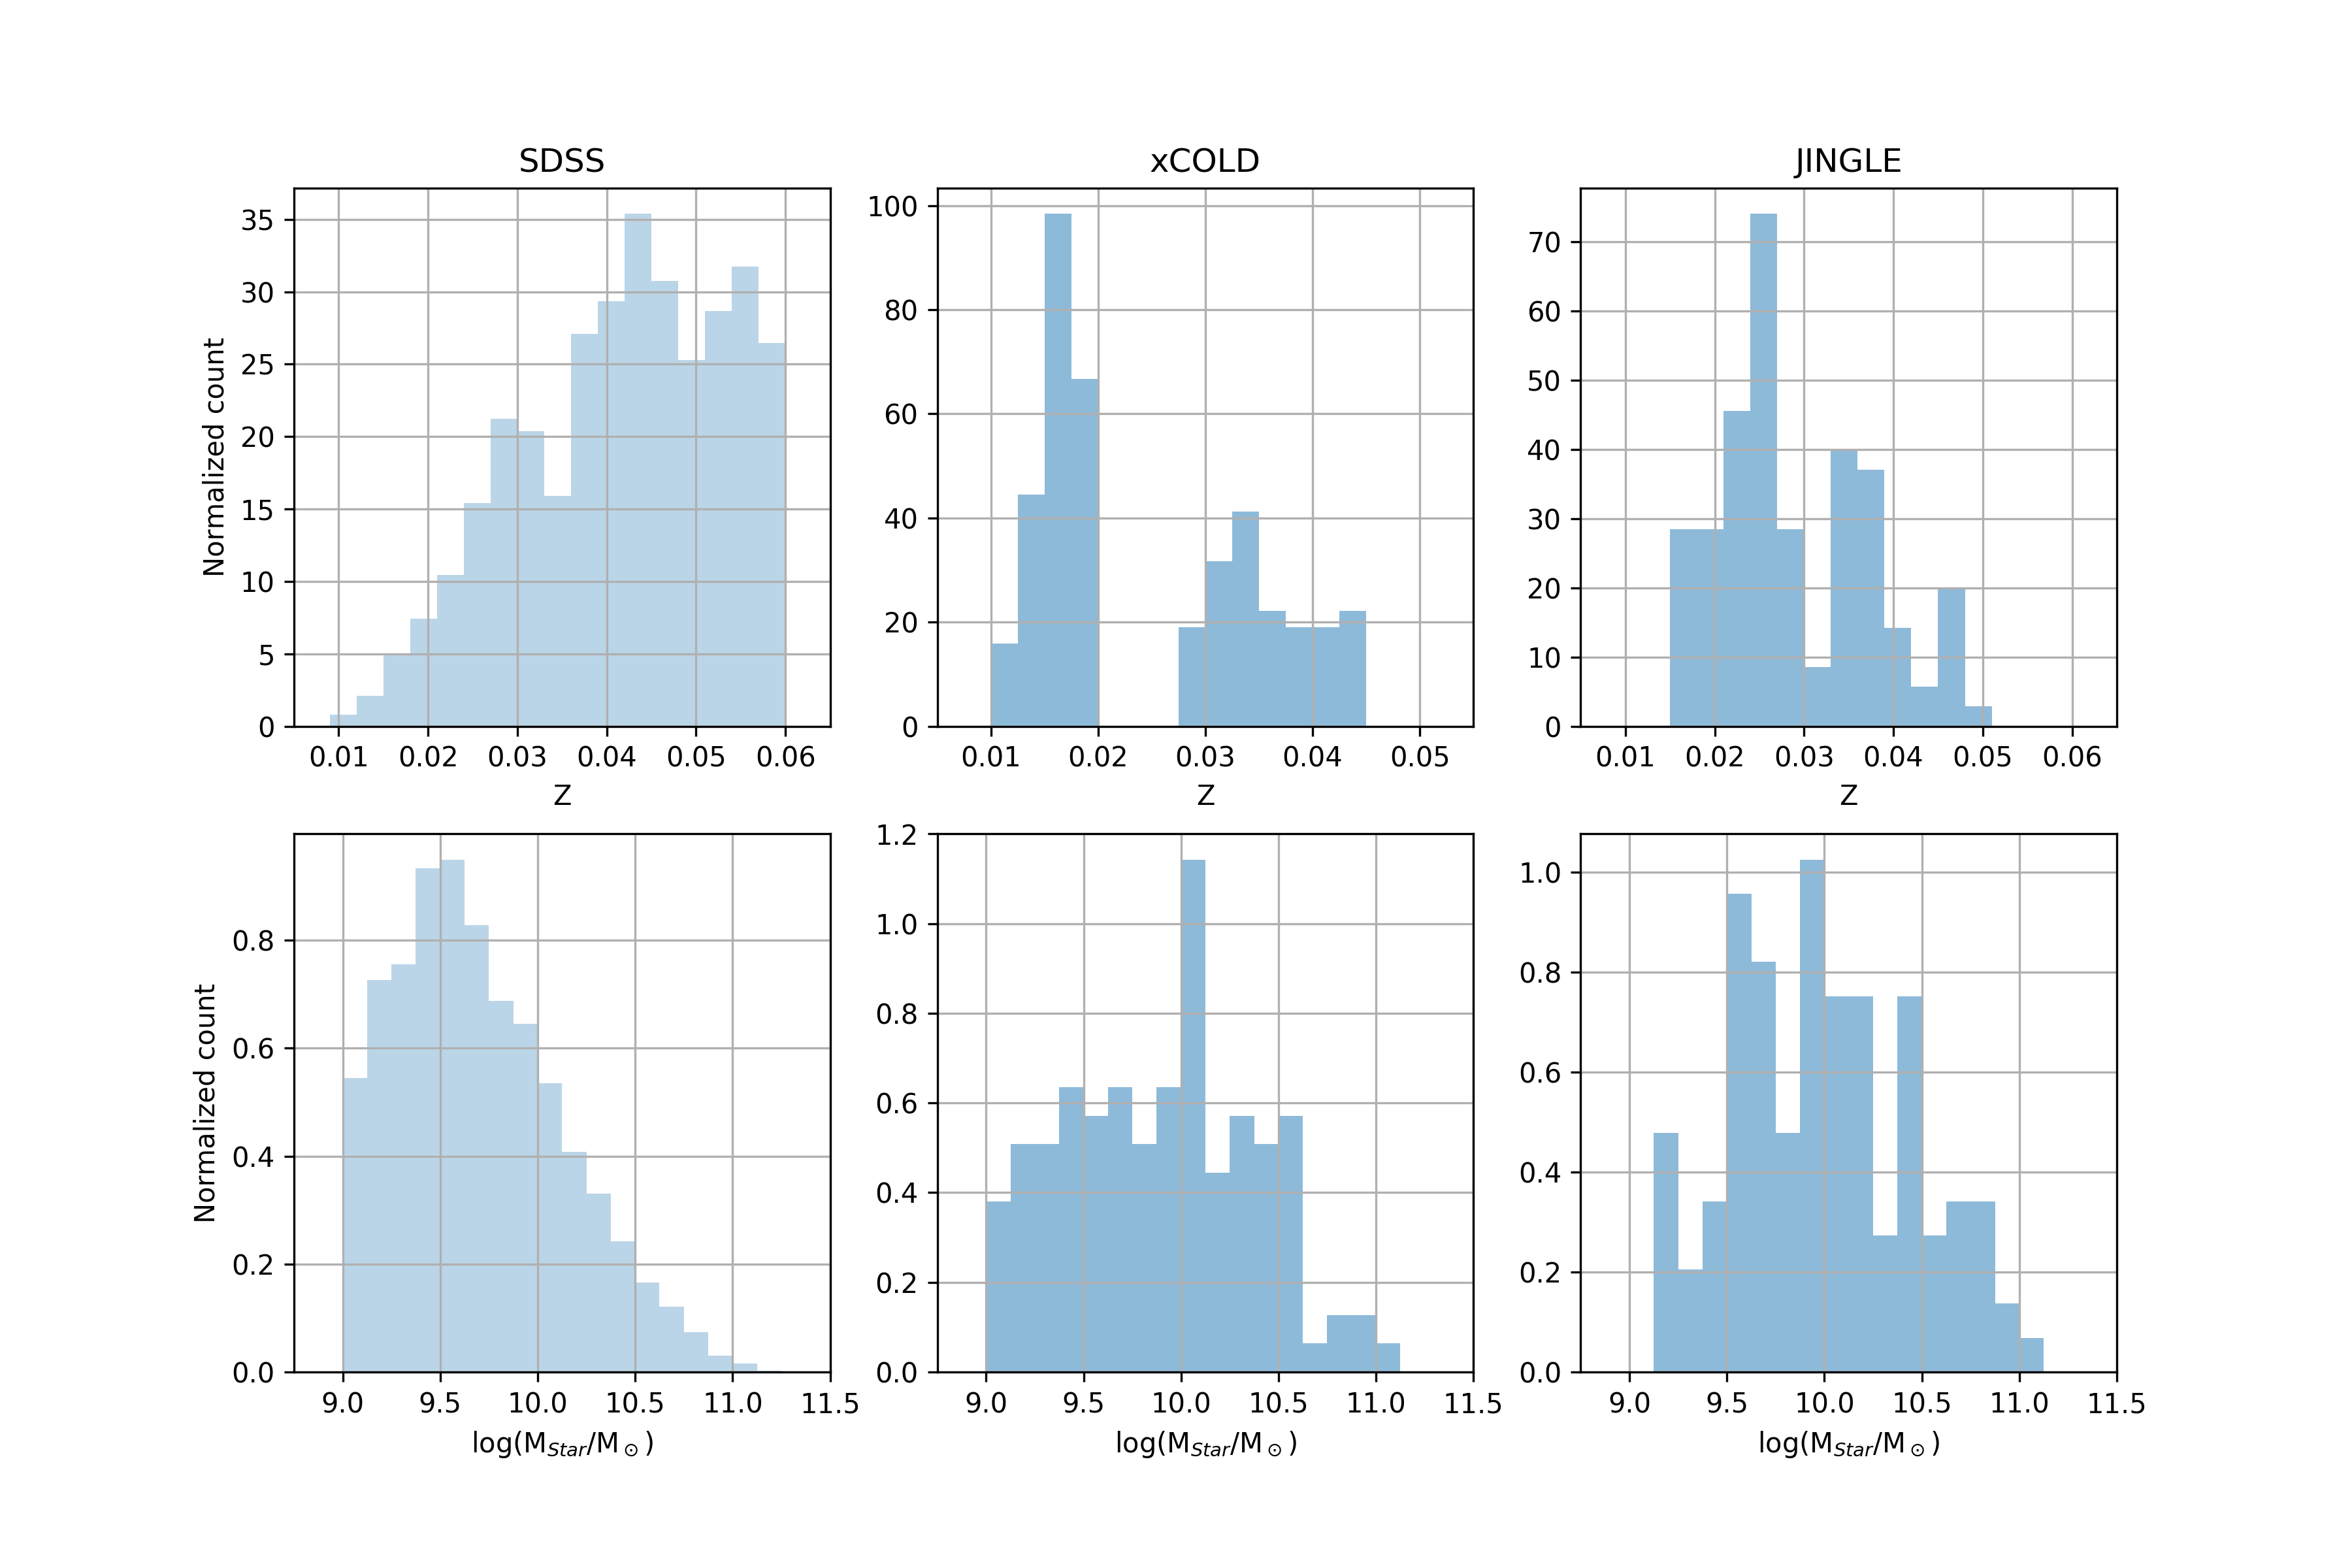 SDSS xCOLD JINGLE
35 30 25 20 15 10 5 0
Normalized count
0.01 0.02 0.03 0.04 0.05 0.06
Z
100 80 60 40 20 0
0.01 0.02 0.03 0.04 0.05
Z
70 60 50 40 30 20 10 0
0.01 0.02 0.03 0.04 0.05 0.06
Z
0.8 0.6 0.4 0.2 0.0
Normalized count
9.0 9.5 10.0 10.5 11.0 11.5
log(M_Star/M_⊙)
1.2 1.0 0.8 0.6 0.4 0.2 0.0
9.0 9.5 10.0 10.5 11.0 11.5
log(M_Star/M_⊙)
1.0 0.8 0.6 0.4 0.2 0.0
9.0 9.5 10.0 10.5 11.0 11.5
log(M_Star/M_⊙)